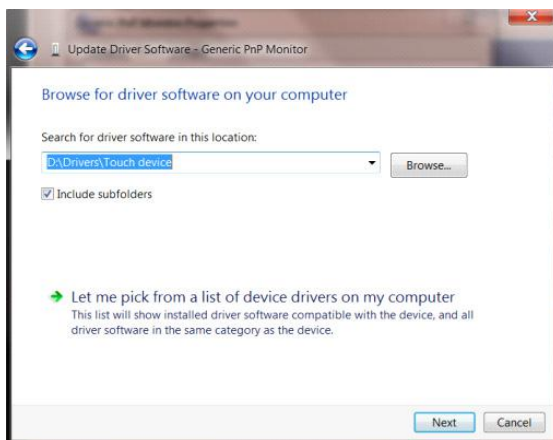 Update Driver Software - Generic PnP Monitor
Browse for driver software on your computer
Search for driver software in this location:
D:\Drivers\Touch device
Browse...
Include subfolders
Let me pick from a list of device drivers on my computer
This list will show installed driver software compatible with the device, and all
driver software in the same category as the device.
Next
Cancel